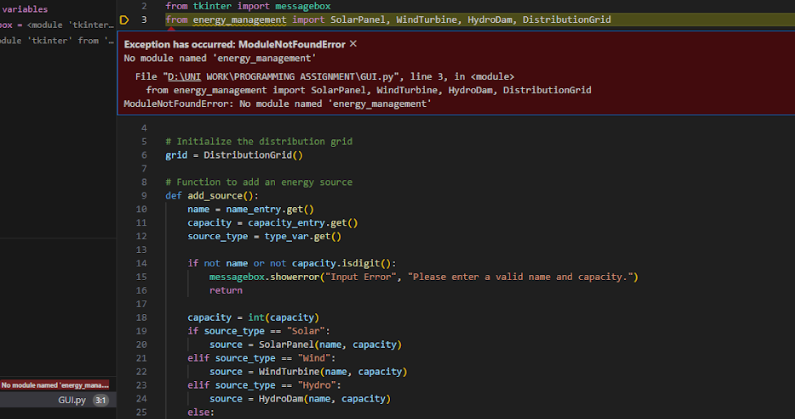 variables
box = <module 'tkinter...
odule 'tkinter' from '...
2 from tkinter import messagebox
3 from energy_management import SolarPanel, WindTurbine, HydroDam, DistributionGrid
Exception has occurred: ModuleNotFoundError ×
No module named 'energy_management'
File "D:\UNI WORK\PROGRAMMING ASSIGNMENT\GUI.py", line 3, in <module>
from energy_management import SolarPanel, WindTurbine, HydroDam, DistributionGrid
ModuleNotFoundError: No module named 'energy_management'
4
5 # Initialize the distribution grid
6 grid = DistributionGrid()
7
8 # Function to add an energy source
9 def add_source():
10 name = name_entry.get()
11 capacity = capacity_entry.get()
12 source_type = type_var.get()
13
14 if not name or not capacity.isdigit():
15 messagebox.showerror("Input Error", "Please enter a valid name and capacity.")
16 return
17
18 capacity = int(capacity)
19 if source_type == "Solar":
20 source = SolarPanel(name, capacity)
21 elif source_type == "Wind":
22 source = WindTurbine(name, capacity)
23 elif source_type == "Hydro":
24 source = HydroDam(name, capacity)
25 else:
No module named 'energy_mana...
GUI.py 3:1